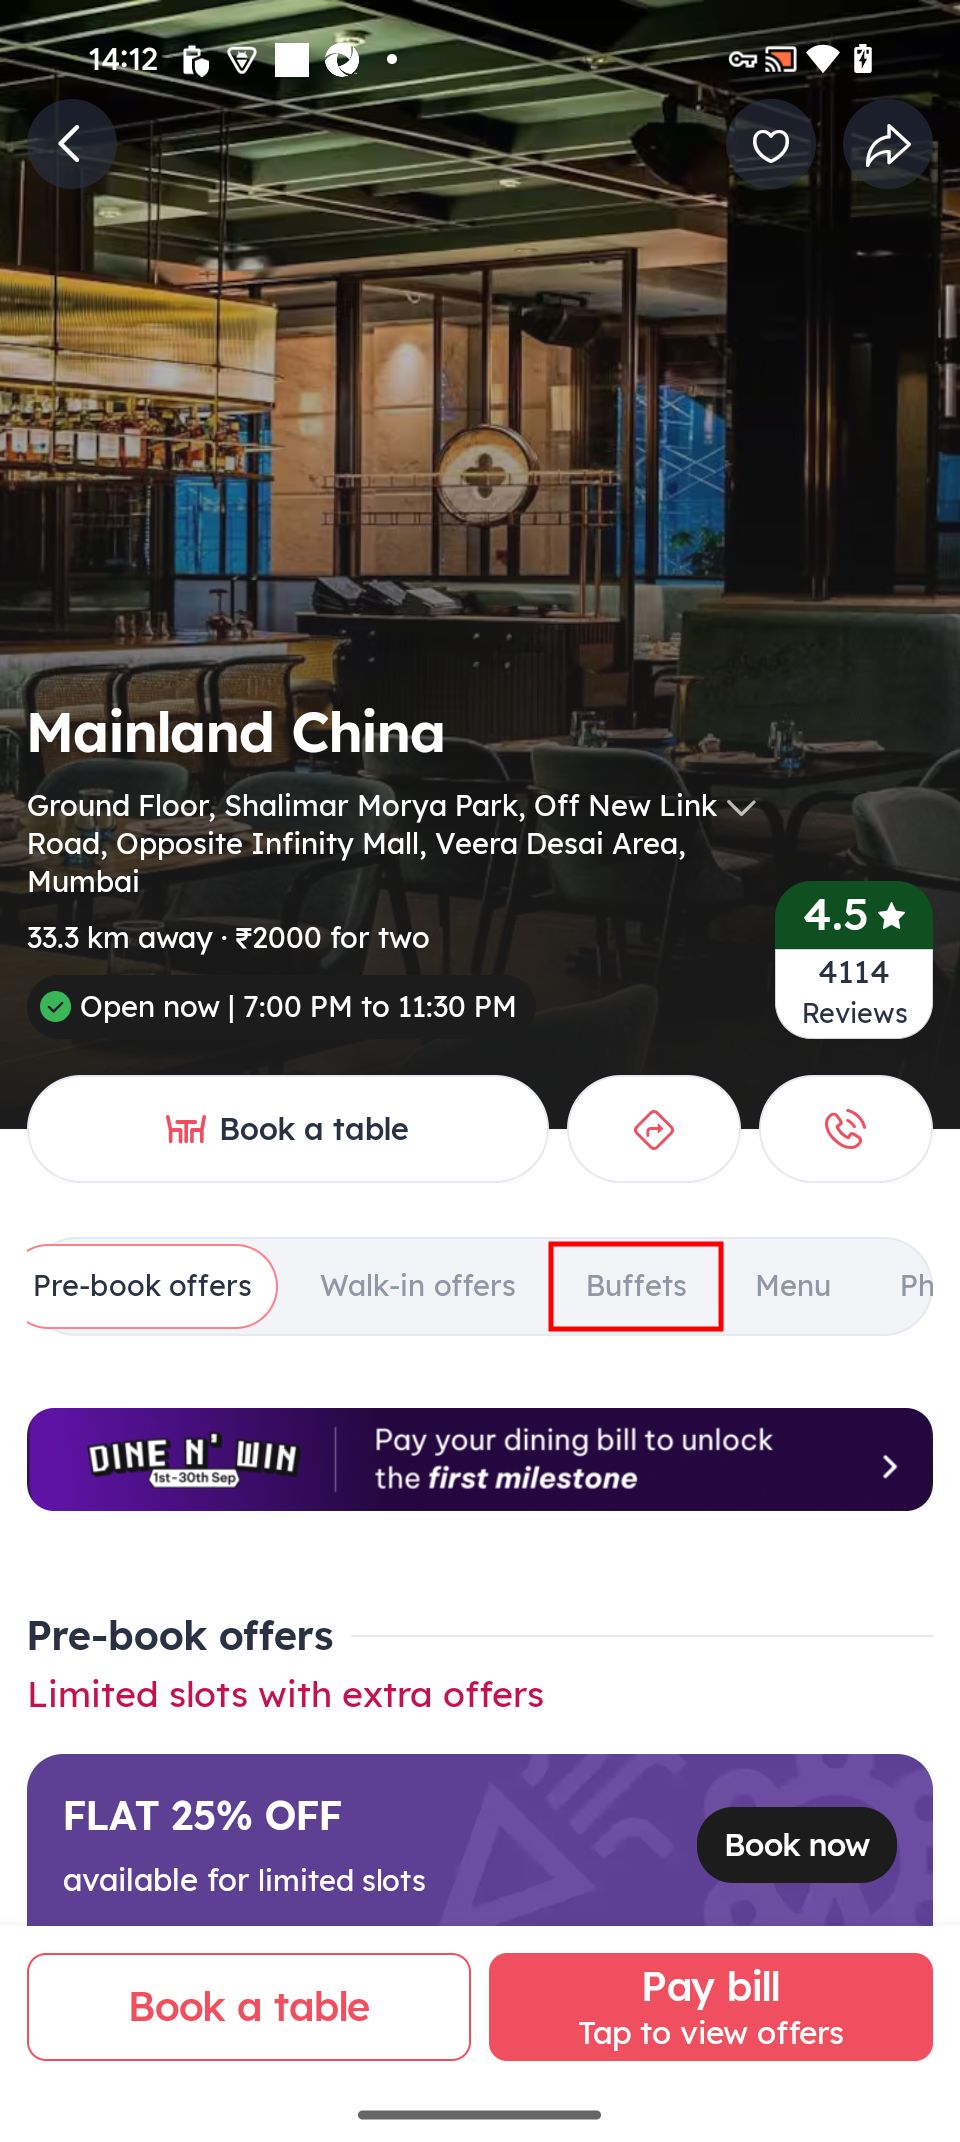 14:12
Mainland China
Ground Floor, Shalimar Morya Park, Off New Link
Road, Opposite Infinity Mall, Veera Desai Area,
Mumbai
33.3 km away · ₹2000 for two
Open now | 7:00 PM to 11:30 PM
4.5
4114
Reviews
Book a table
Pre-book offers Walk-in offers Buffets Menu Ph
DINE N' WIN
1st-30th Sep
Pay your dining bill to unlock
the first milestone
Pre-book offers
Limited slots with extra offers
FLAT 25% OFF
available for limited slots
Book now
Book a table
Pay bill
Tap to view offers